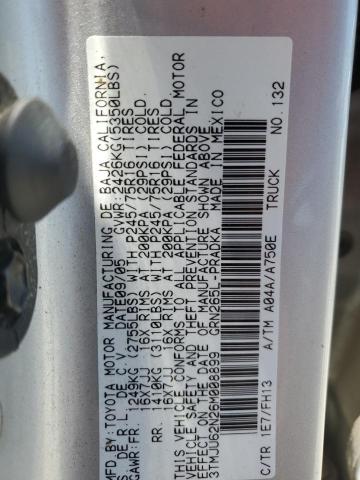 MFD BY: TOYOTA MOTOR MANUFACTURING DE BAJA CALIFORNIA,
S. DE R. L. DE C. V. GVWR: 2426KG(5350LBS)
DATE 09/05
GAWR:FR. 1249KG (2755LBS) WITH P245/75R16 TIRES
16X7JJ 16X RIMS AT 200KPA (29PSI) COLD.
RR. 1410KG (3110LBS) WITH P245/75R16 TIRES
16X7JJ 16X RIMS AT 200KPA (29PSI) COLD.
THIS VEHICLE CONFORMS TO ALL APPLICABLE FEDERAL MOTOR
VEHICLE SAFETY AND THEFT PREVENTION STANDARDS IN
EFFECT ON THE DATE OF MANUFACTURE SHOWN ABOVE.
3TMJU62N26M008899 GRN265L-PRADKA MADE IN MEXICO
TRUCK
C/TR 1E7/FH13 A/TM A04A/A750E NO. 132